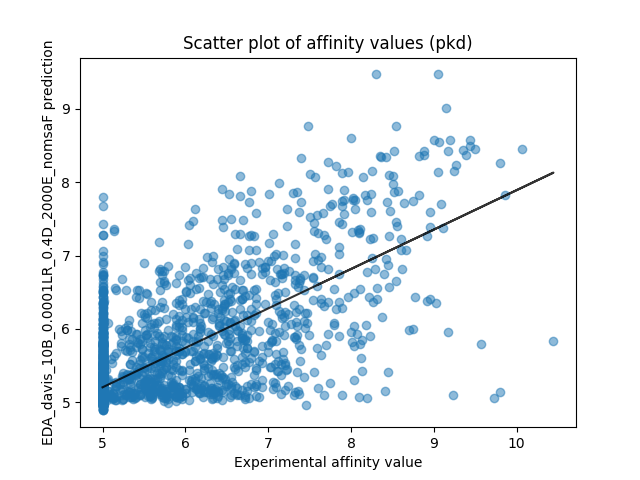 Scatter plot of affinity values (pkd)
EDA_davis_10B_0.0001LR_0.4D_2000E_nomsaF prediction
9
8
7
6
5
5 6 7 8 9 10
Experimental affinity value